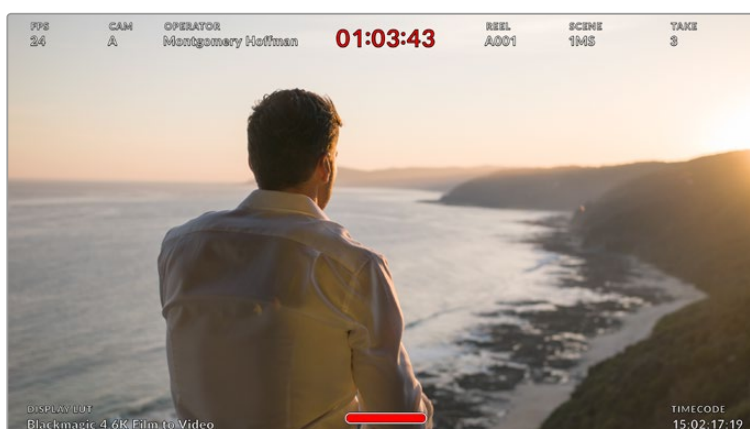 FPS CAM OPERATOR 01:03:43 REEL SCENE TAKE
24 A Montgomery Hoffman A001 1MS 3
DISPLAY LUT TIMECODE
Blackmagic 4.6K Film to Video 15:02:17:19